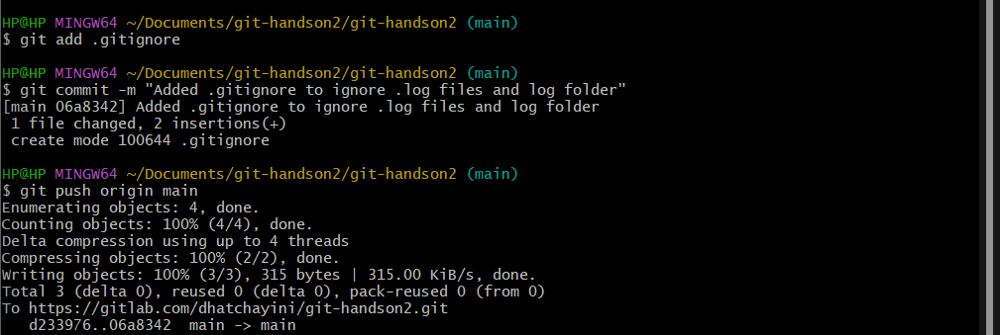 HP@HP MINGW64 ~/Documents/git-handson2/git-handson2 (main)
$ git add .gitignore
HP@HP MINGW64 ~/Documents/git-handson2/git-handson2 (main)
$ git commit -m "Added .gitignore to ignore .log files and log folder"
[main 06a8342] Added .gitignore to ignore .log files and log folder
 1 file changed, 2 insertions(+)
 create mode 100644 .gitignore
HP@HP MINGW64 ~/Documents/git-handson2/git-handson2 (main)
$ git push origin main
Enumerating objects: 4, done.
Counting objects: 100% (4/4), done.
Delta compression using up to 4 threads
Compressing objects: 100% (2/2), done.
Writing objects: 100% (3/3), 315 bytes | 315.00 KiB/s, done.
Total 3 (delta 0), reused 0 (delta 0), pack-reused 0 (from 0)
To https://gitlab.com/dhatchayini/git-handson2.git
   d233976..06a8342  main -> main